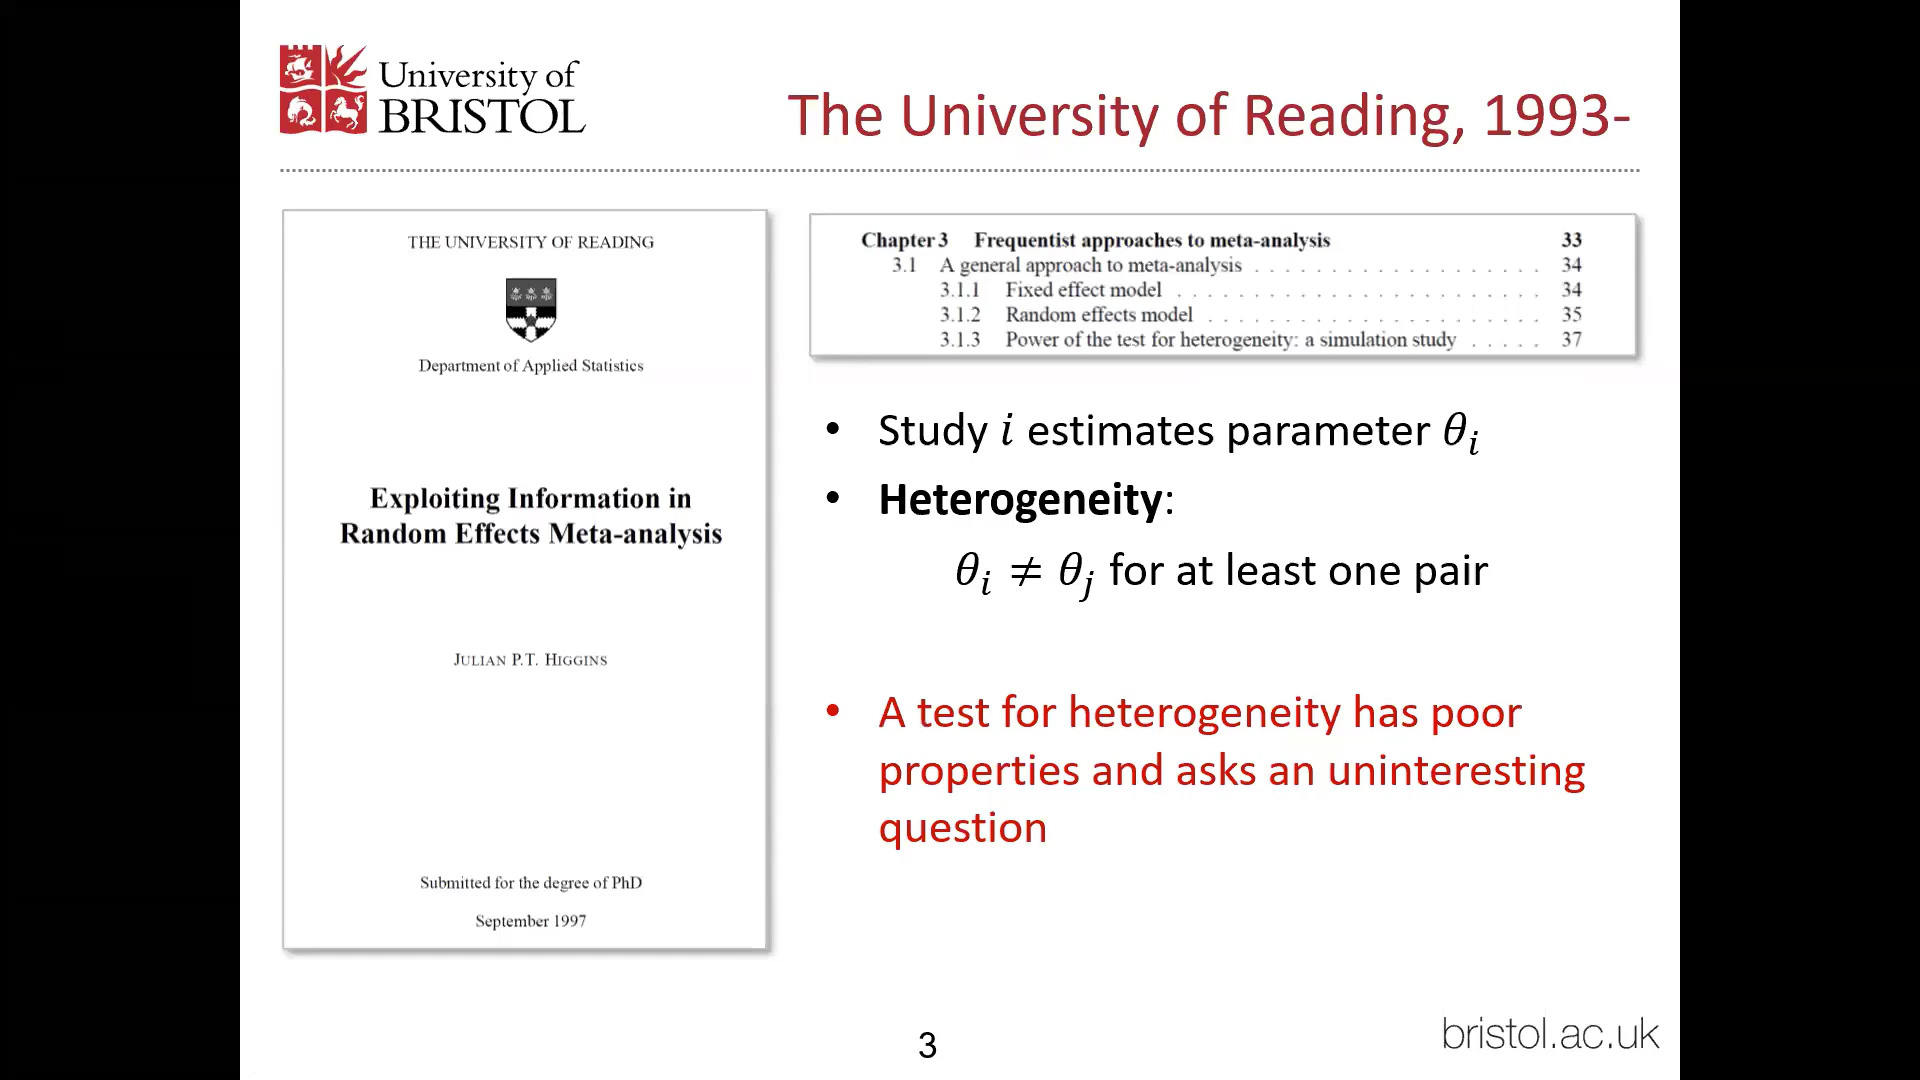 University of
BRISTOL
The University of Reading, 1993-
THE UNIVERSITY OF READING
Department of Applied Statistics
Exploiting Information in
Random Effects Meta-analysis
JULIAN P.T. HIGGINS
Submitted for the degree of PhD
September 1997
Chapter 3 Frequentist approaches to meta-analysis 33
3.1 A general approach to meta-analysis . . . . . . . . . . . . . . . . . . . 34
3.1.1 Fixed effect model . . . . . . . . . . . . . . . . . . . . . . . . 34
3.1.2 Random effects model . . . . . . . . . . . . . . . . . . . . . . 35
3.1.3 Power of the test for heterogeneity: a simulation study . . . . . 37
• Study 𝑖 estimates parameter 𝜃ᵢ
• Heterogeneity:
𝜃ᵢ ≠ 𝜃ⱼ for at least one pair
• A test for heterogeneity has poor
properties and asks an uninteresting
question
3
bristol.ac.uk